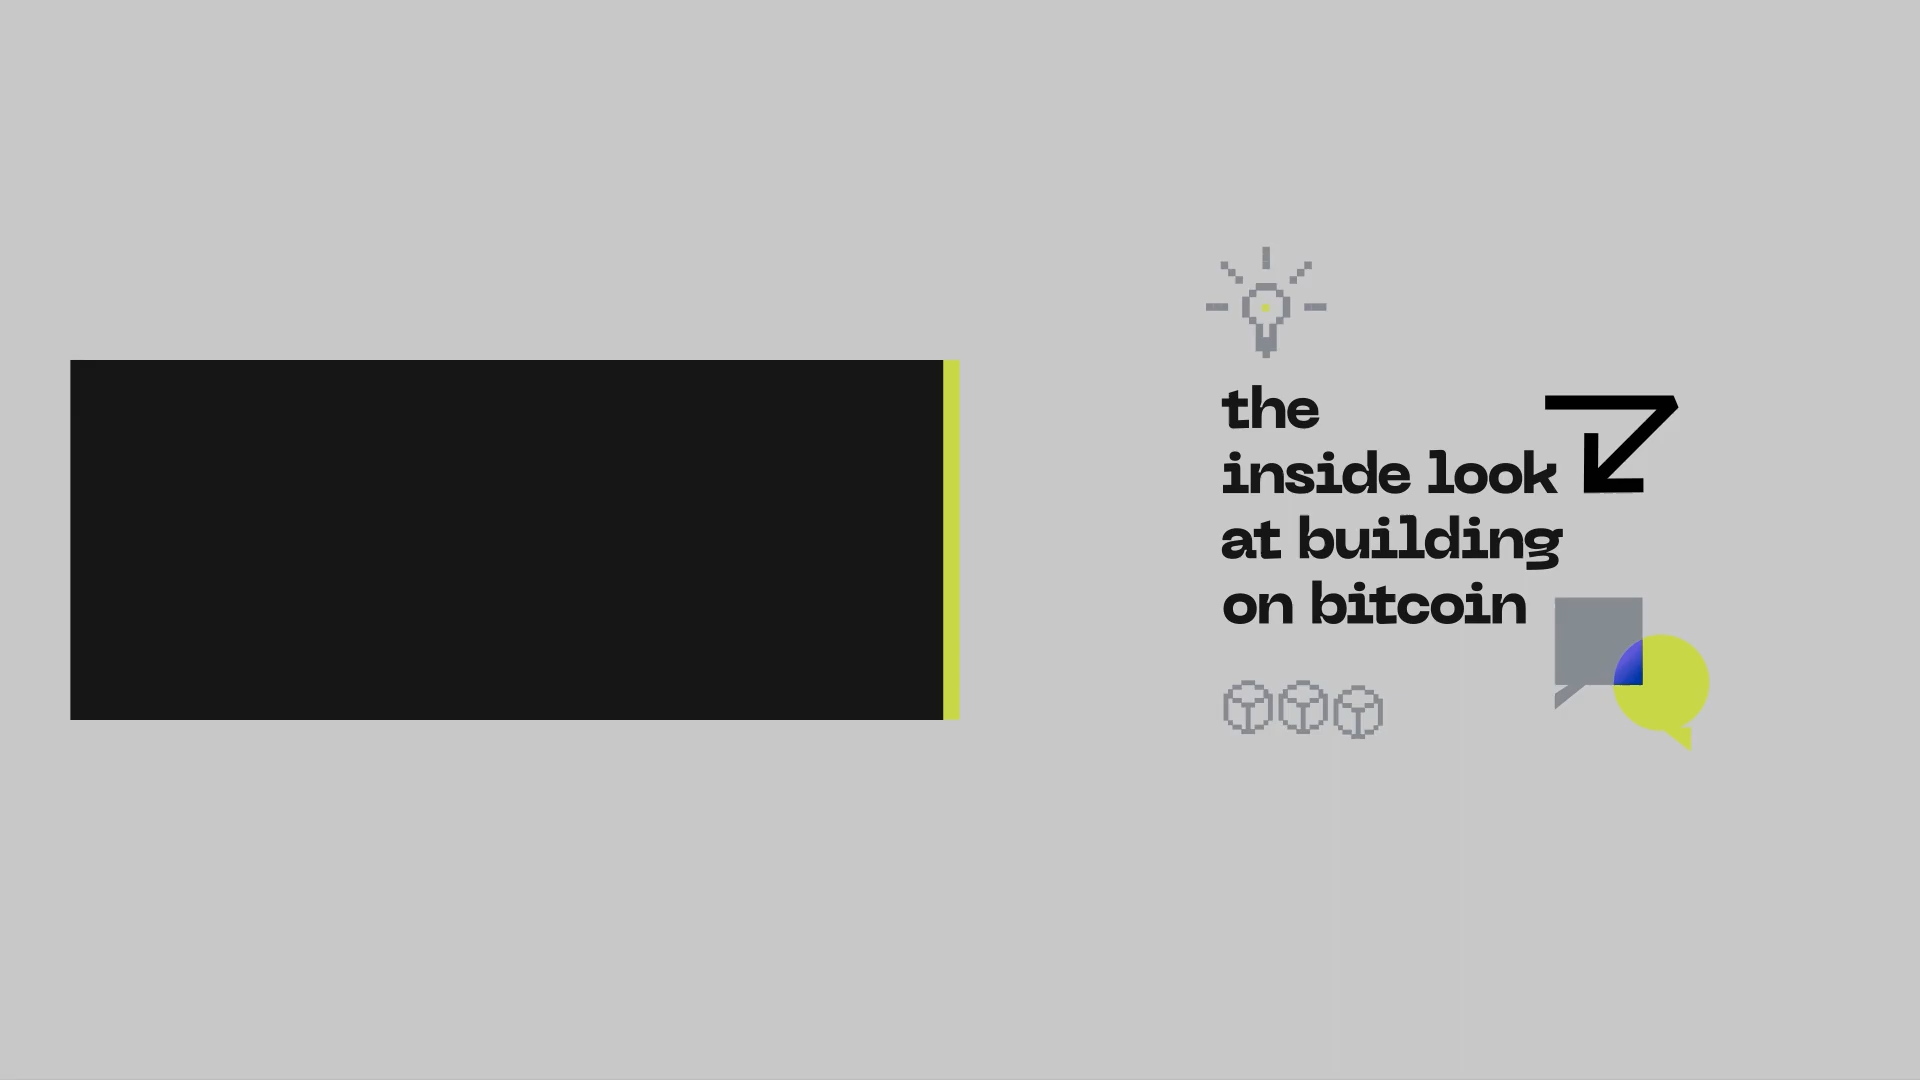 the
inside look
at building
on bitcoin